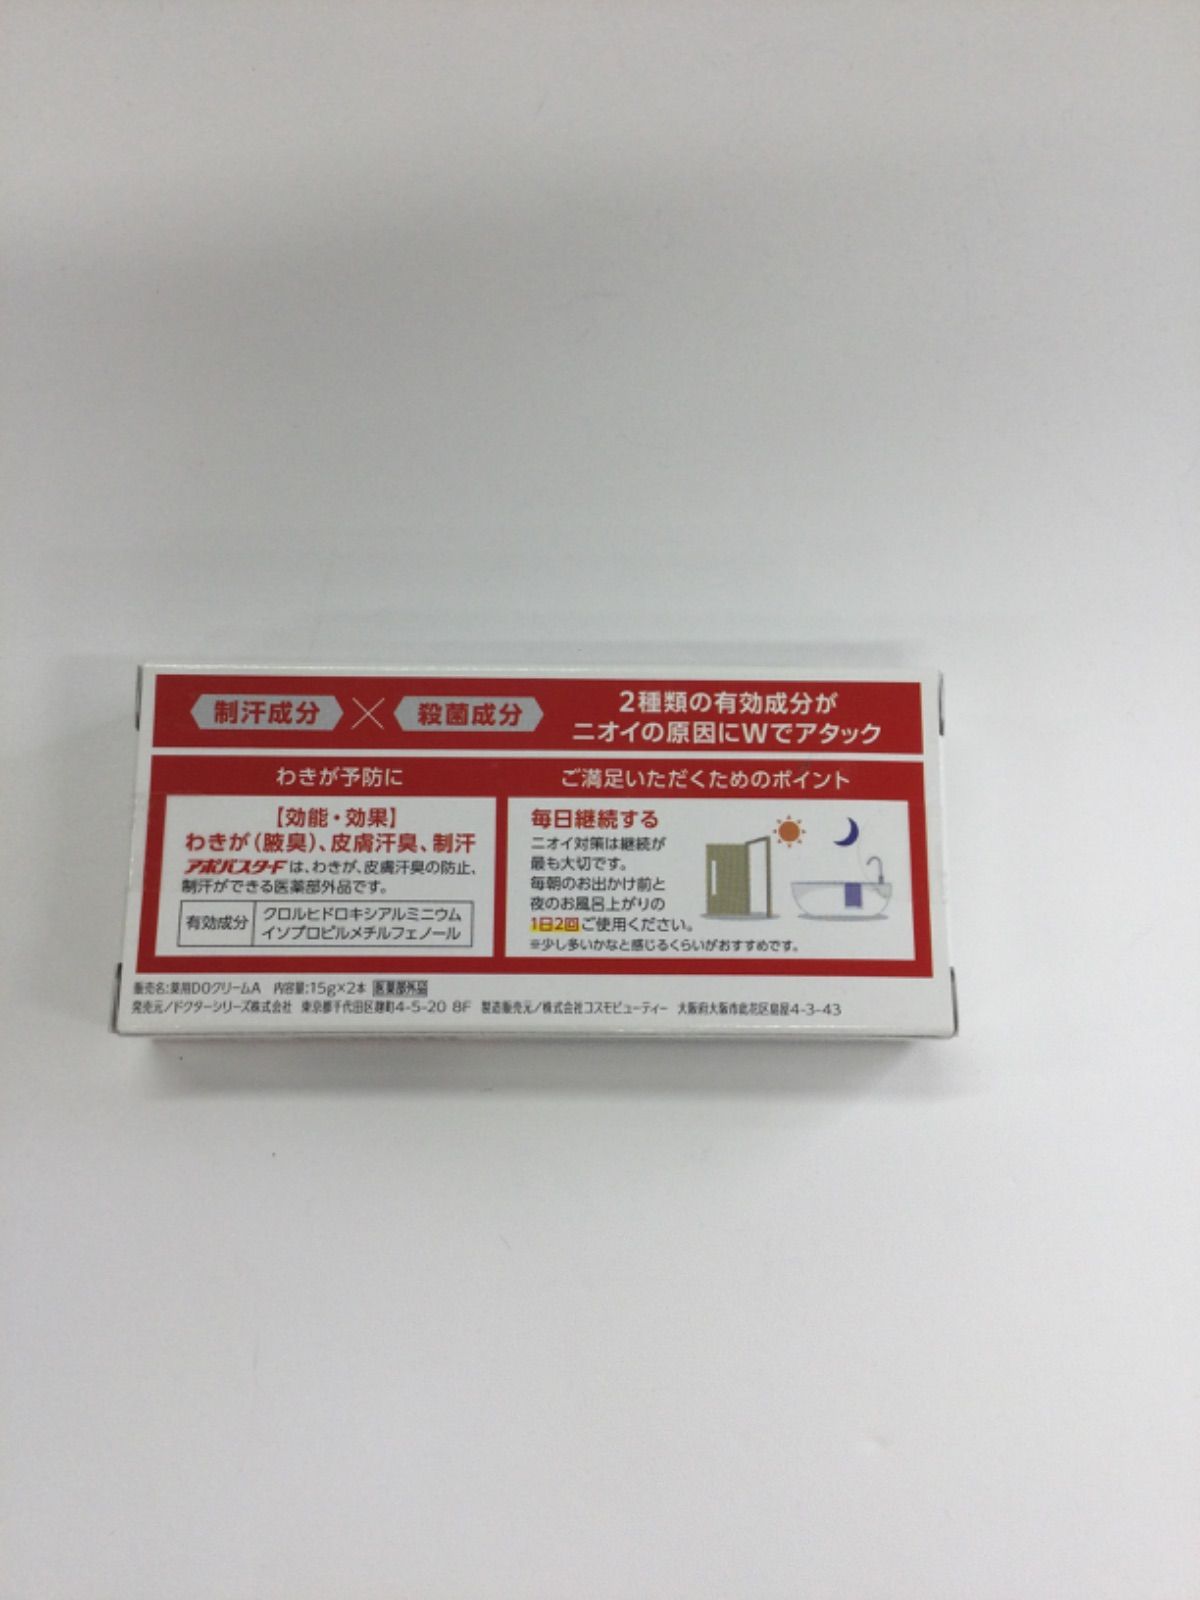 制汗成分×殺菌成分
2種類の有効成分が
ニオイの原因にWでアタック
わきが予防に
【効能・効果】
わきが（腋臭）、皮膚汗臭、制汗
アポバスターFは、わきが、皮膚汗臭の防止、
制汗ができる医薬部外品です。
有効成分
クロルヒドロキシアルミニウム
イソプロピルメチルフェノール
ご満足いただくためのポイント
毎日継続する
ニオイ対策は継続が
最も大切です。
毎朝のお出かけ前と
夜のお風呂上がりの
1日2回ご使用ください。
※少し多いかなと感じるくらいがおすすめです。
販売名:薬用DOクリームA 内容量:15g×2本 医薬部外品
発売元/ドクターシリーズ株式会社 東京都千代田区麹町4-5-20 8F 製造販売元/株式会社コスモビューティー 大阪府大阪市此花区島屋4-3-43